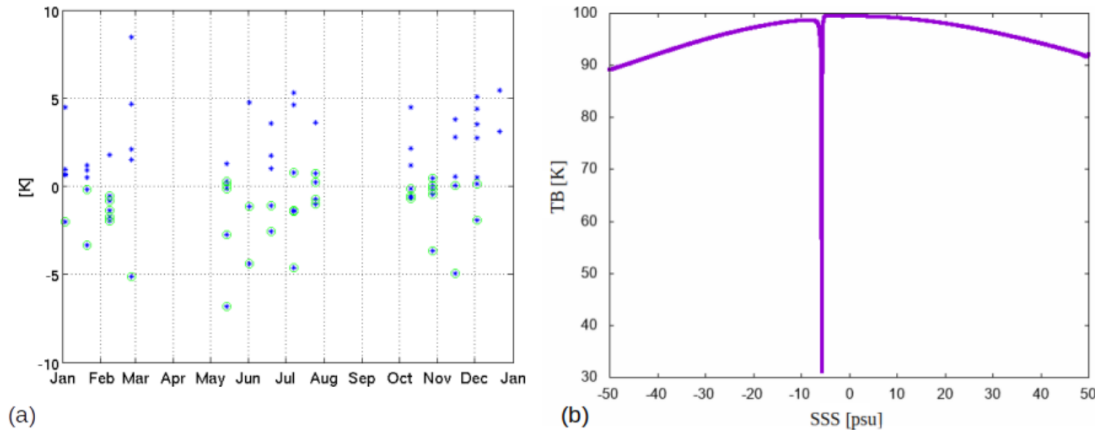 10
5
0
-5
-10
[K]
Jan Feb Mar Apr May Jun Jul Aug Sep Oct Nov Dec Jan
(a)
100
90
100
90
80
70
60
50
40
30
TB [K]
-50 -40 -30 -20 -10 0 10 20 30 40 50
SSS [psu]
(b)